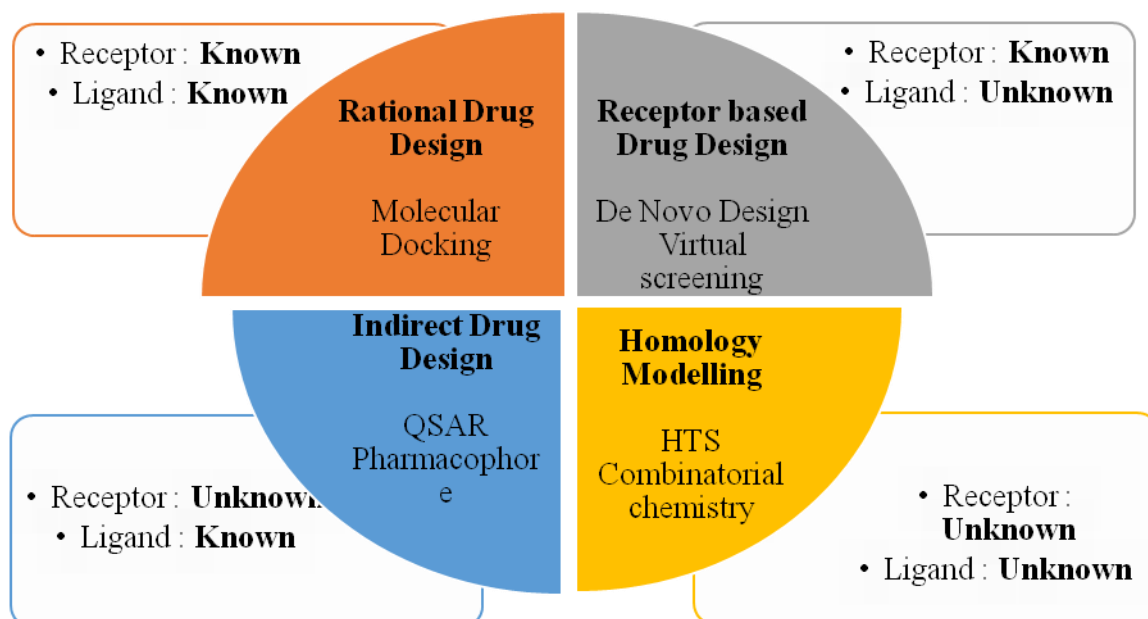 • Receptor : Known
• Ligand : Known
Rational Drug
Design
Molecular
Docking
Receptor based
Drug Design
De Novo Design
Virtual
screening
• Receptor : Known
• Ligand : Unknown
• Receptor : Unknown
• Ligand : Known
Indirect Drug
Design
QSAR
Pharmacophor
e
Homology
Modelling
HTS
Combinatorial
chemistry
• Receptor :
Unknown
• Ligand : Unknown